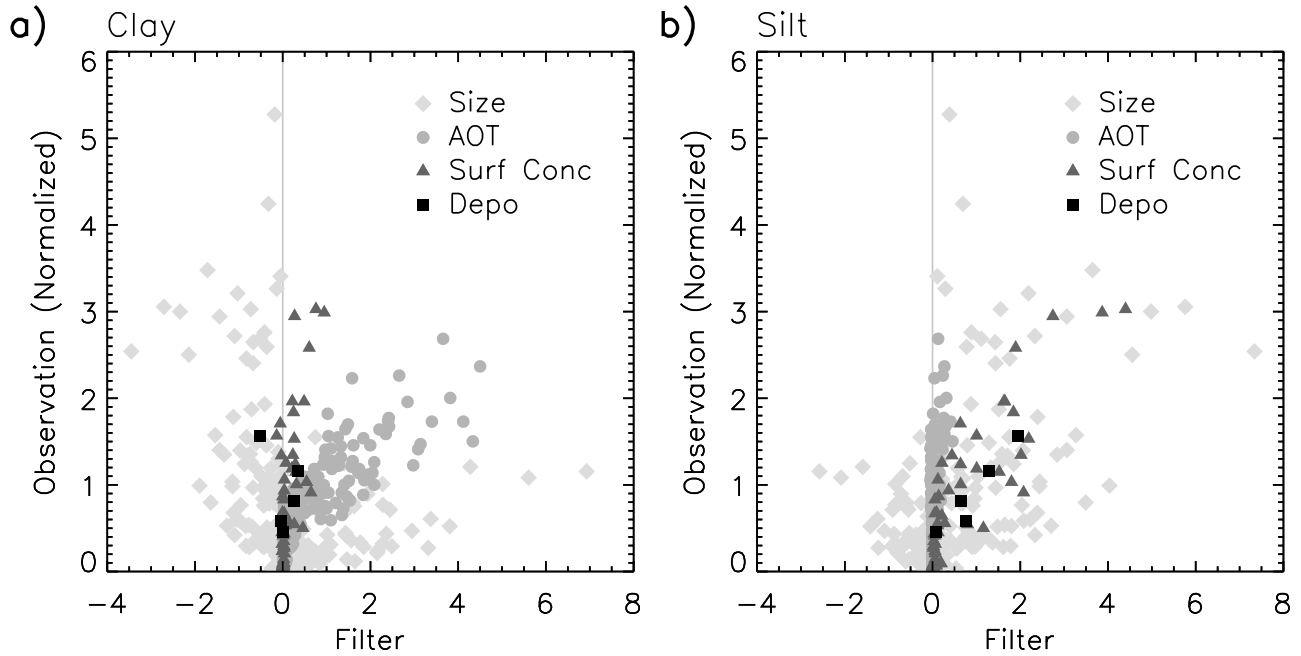 a) Clay
6
5
4
3
2
1
0
Observation (Normalized)
Size
AOT
Surf Conc
Depo
−4 −2 0 2 4 6 8
Filter
b) Silt
6
5
4
3
2
1
0
Observation (Normalized)
Size
AOT
Surf Conc
Depo
−4 −2 0 2 4 6 8
Filter